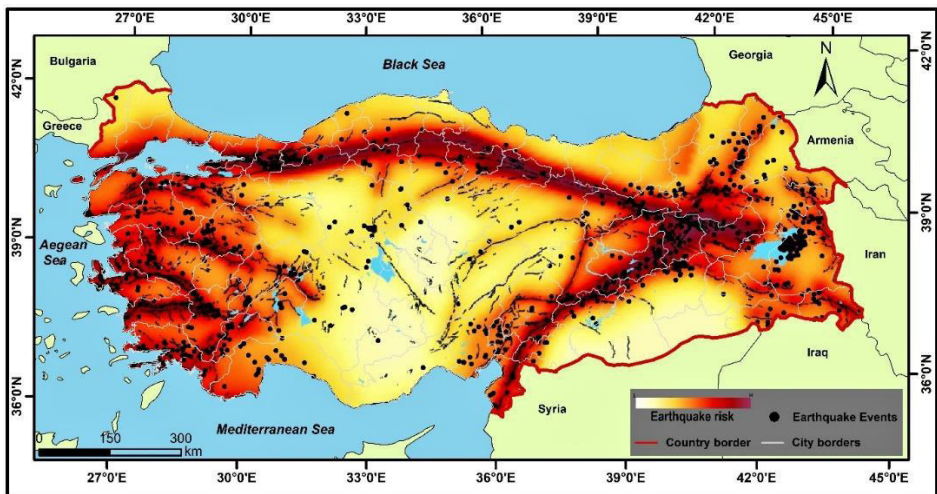 27°0'E 30°0'E 33°0'E 36°0'E 39°0'E 42°0'E 45°0'E
Bulgaria
Black Sea
Georgia
N
42°0'N
42°0'N
Greece
Armenia
39°0'N
39°0'N
Aegean
Sea
Iran
Iraq
36°0'N
36°0'N
Syria
Mediterranean Sea
L H
Earthquake risk
Earthquake Events
Country border
City borders
0 150 300
km
27°0'E 30°0'E 33°0'E 36°0'E 39°0'E 42°0'E 45°0'E